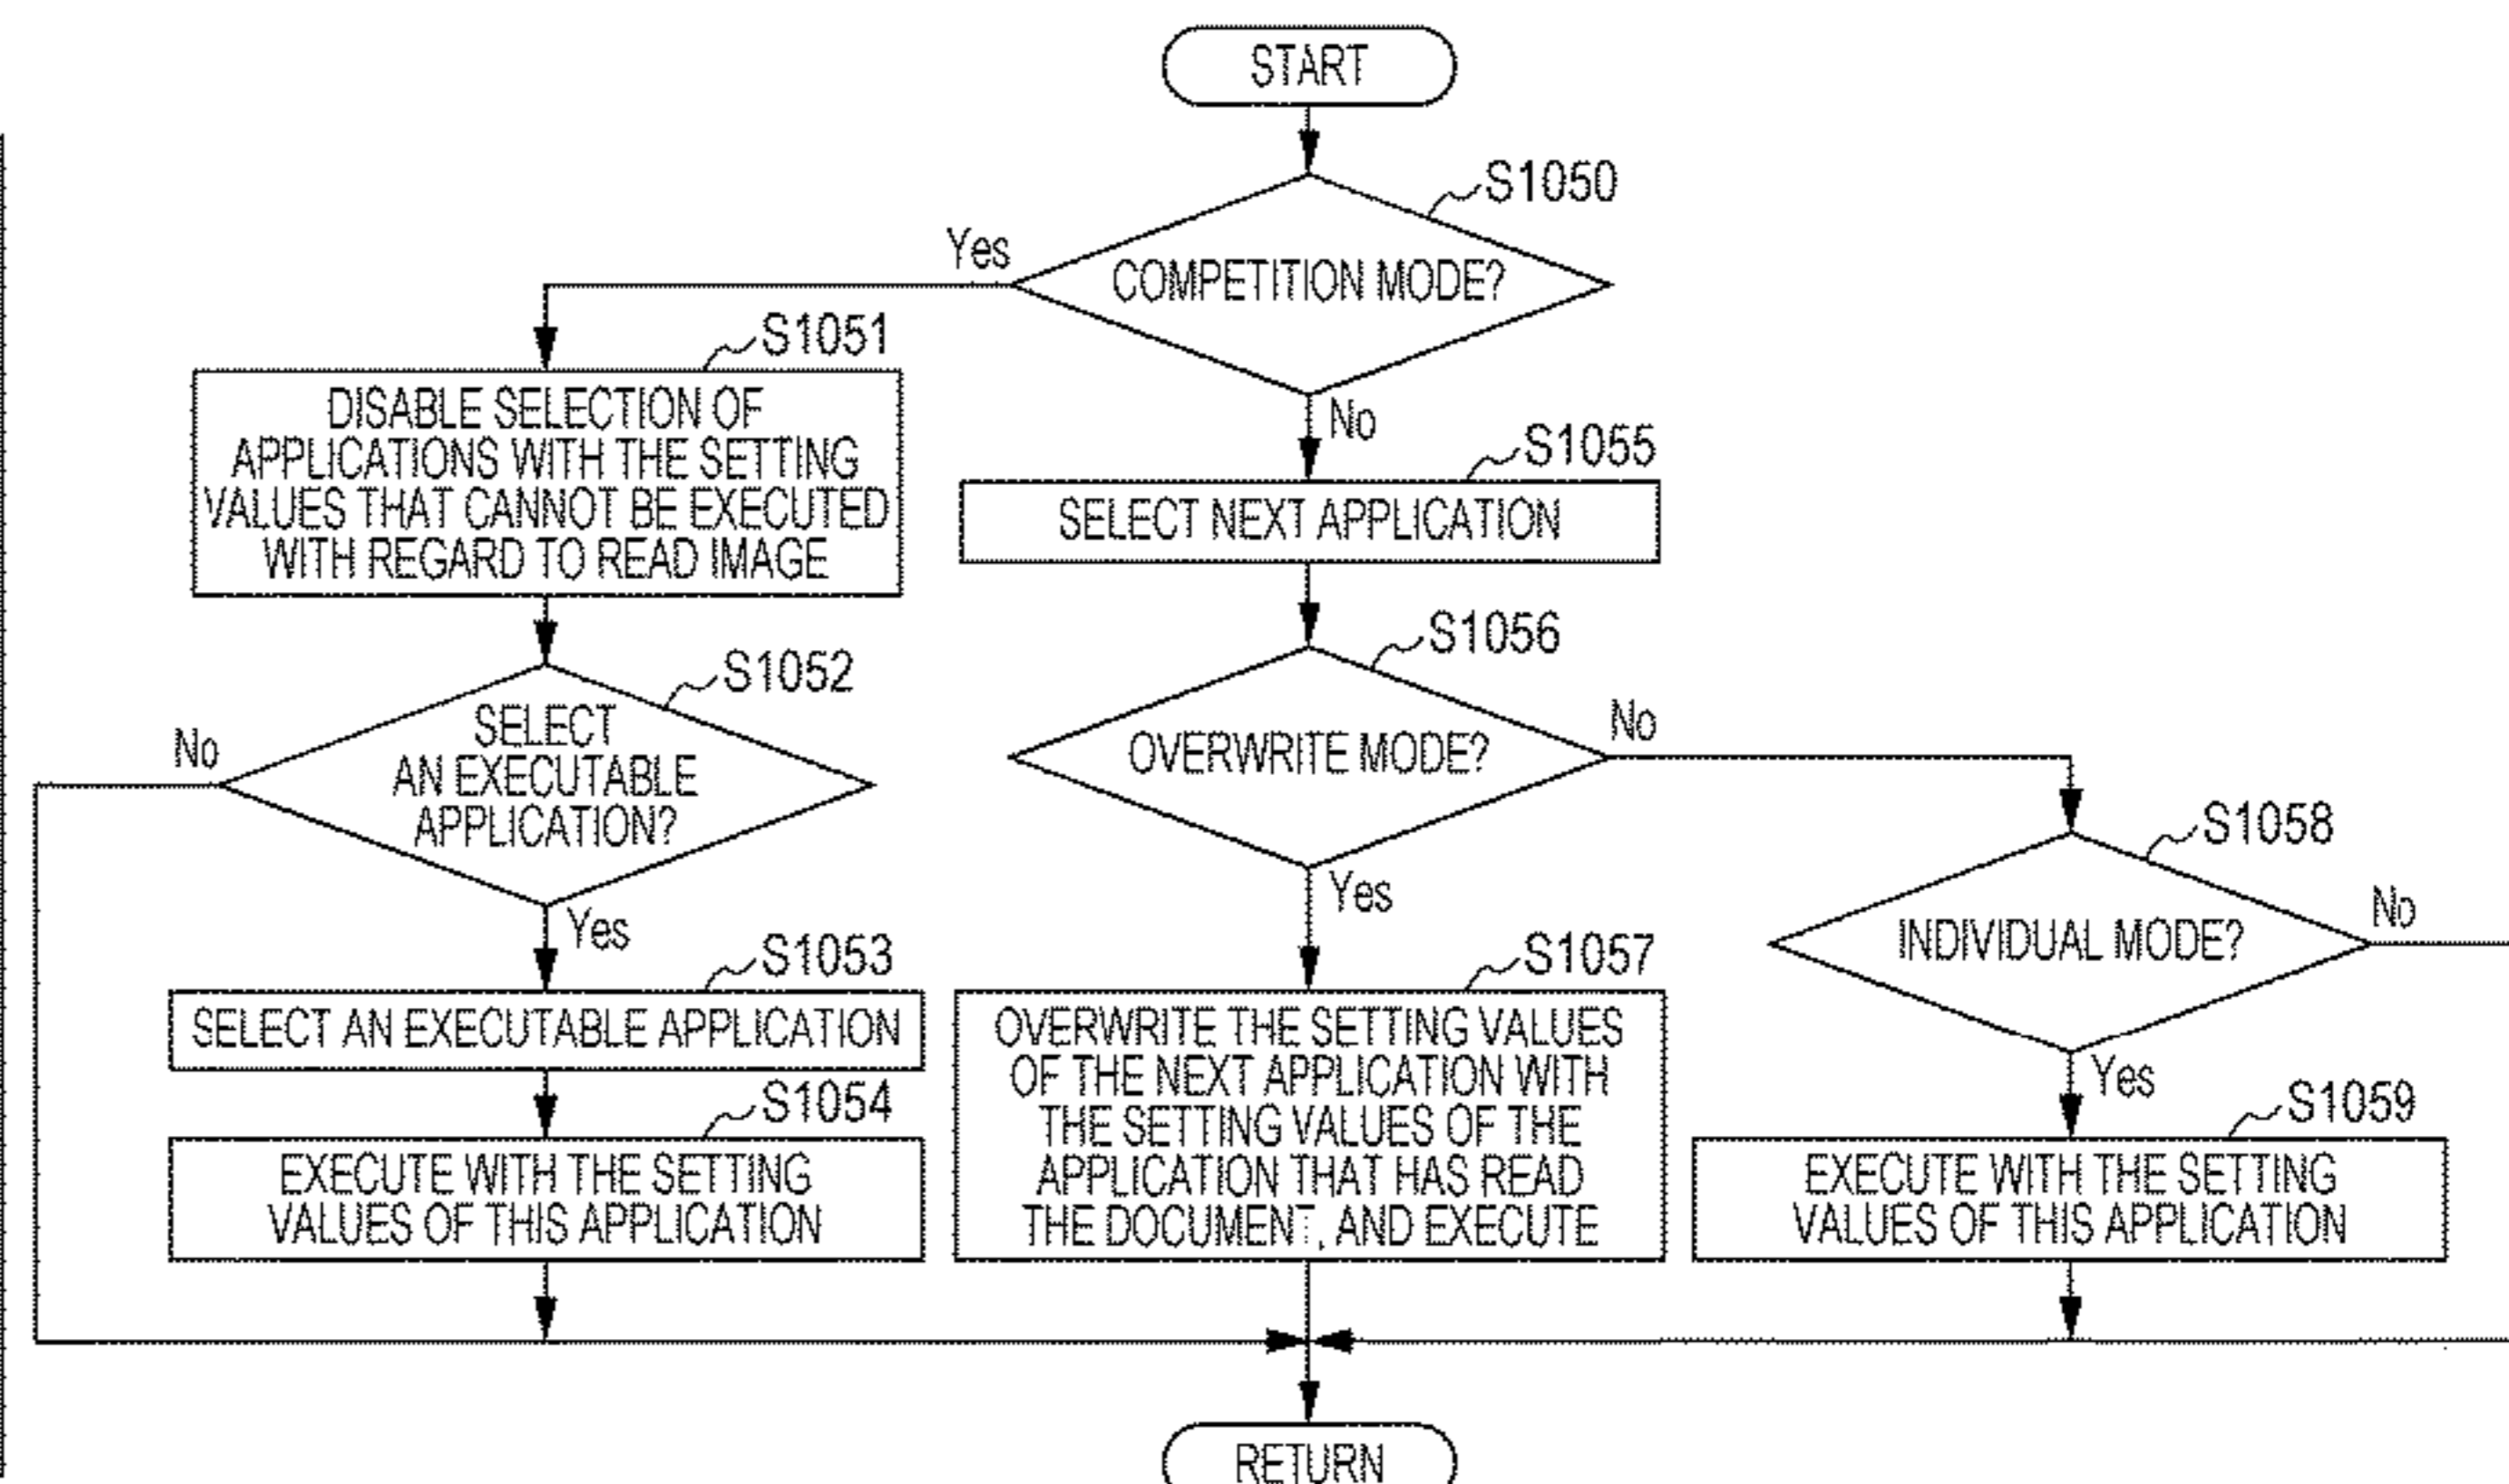 START
S1050
Yes
COMPETITION MODE?
S1051
DISABLE SELECTION OF
APPLICATIONS WITH THE SETTING
VALUES THAT CANNOT BE EXECUTED
WITH REGARD TO READ IMAGE
No
S1055
SELECT NEXT APPLICATION
S1052
No
SELECT
AN EXECUTABLE
APPLICATION?
S1056
OVERWRITE MODE?
No
Yes
S1053
SELECT AN EXECUTABLE APPLICATION
S1054
EXECUTE WITH THE SETTING
VALUES OF THIS APPLICATION
Yes
S1057
OVERWRITE THE SETTING VALUES
OF THE NEXT APPLICATION WITH
THE SETTING VALUES OF THE
APPLICATION THAT HAS READ
THE DOCUMENT, AND EXECUTE
S1058
INDIVIDUAL MODE?
No
Yes
S1059
EXECUTE WITH THE SETTING
VALUES OF THIS APPLICATION
RETURN